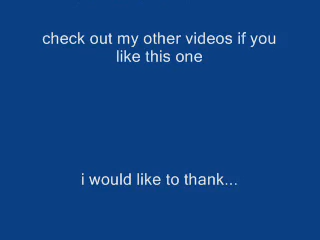 check out my other videos if you
like this one
i would like to thank...